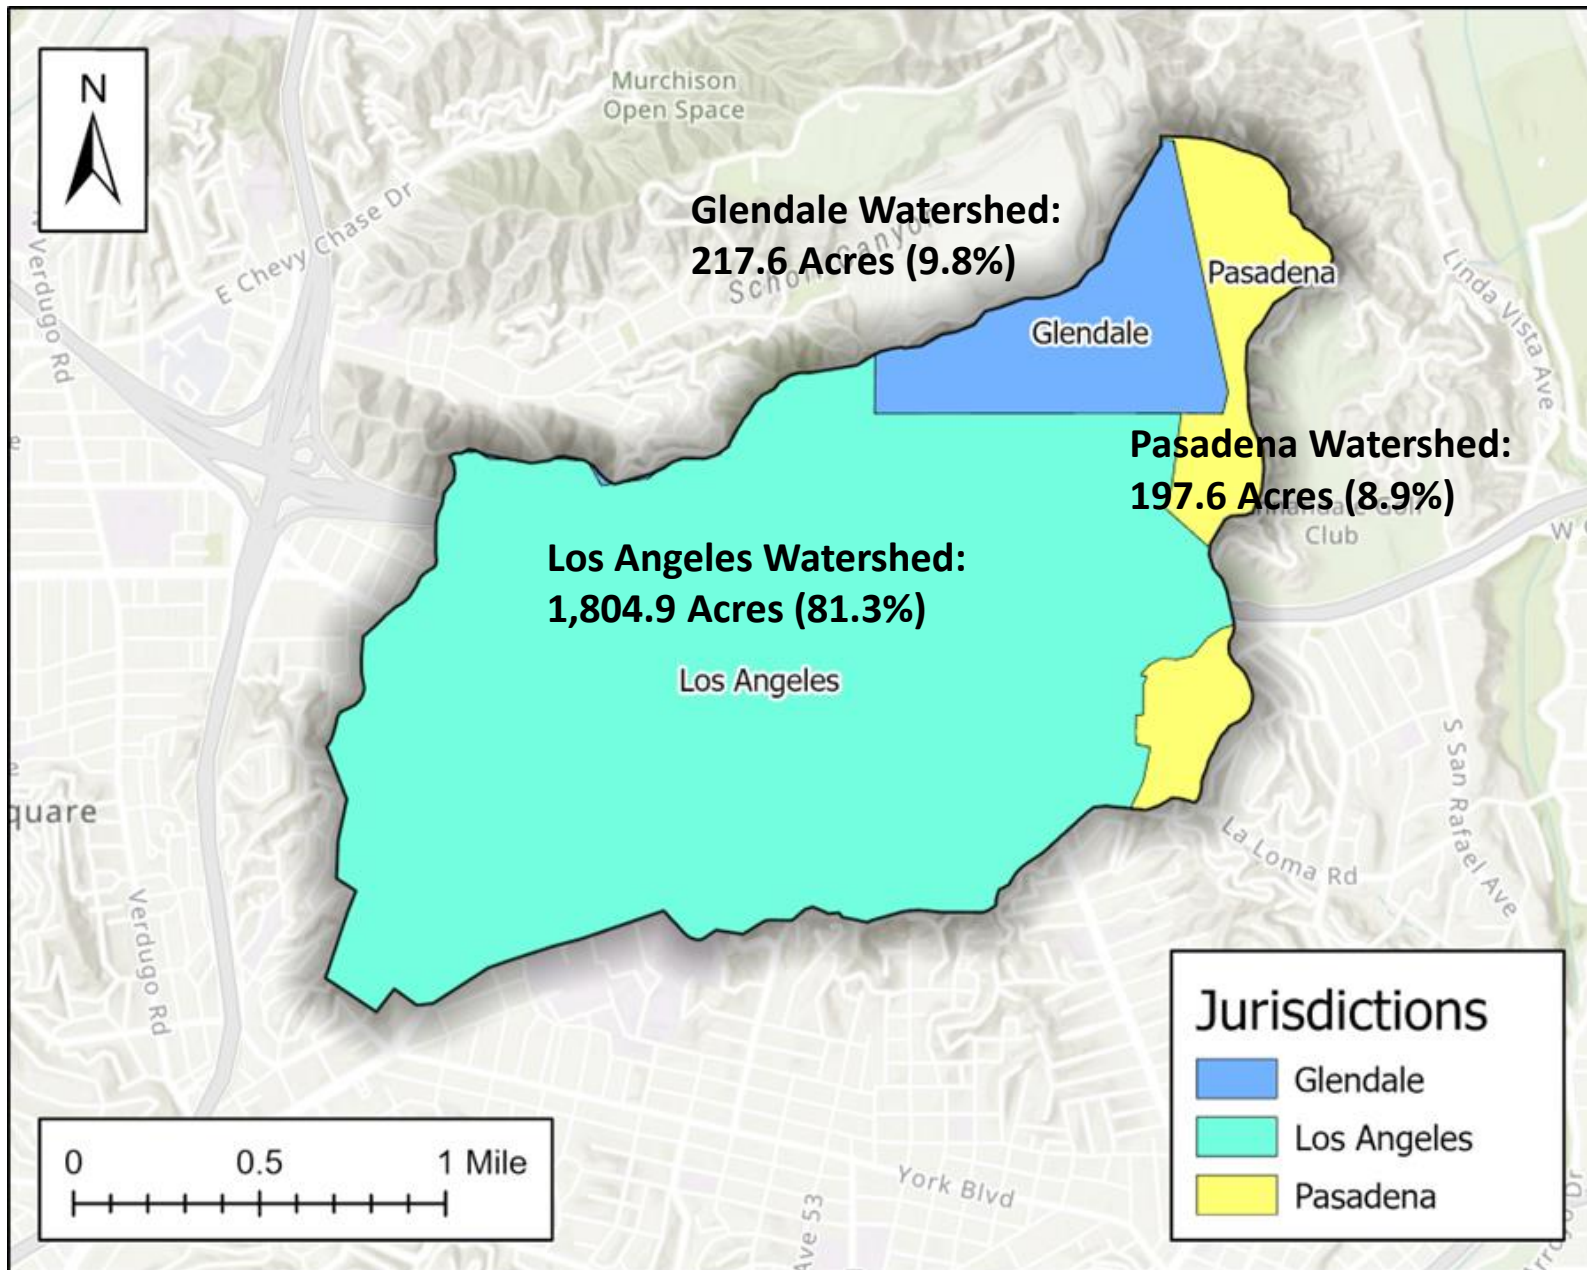 N
Murchison
Open Space
E Chevy Chase Dr
Verdugo Rd
Glendale Watershed:
217.6 Acres (9.8%)
Scholl Canyon
Pasadena
Glendale
Linda Vista Ave
Pasadena Watershed:
197.6 Acres (8.9%)
Club
W
Los Angeles Watershed:
1,804.9 Acres (81.3%)
Los Angeles
quare
S San Rafael Ave
La Loma Rd
Verdugo Rd
York Blvd
Ave 53
Jurisdictions
Glendale
Los Angeles
Pasadena
0 0.5 1 Mile